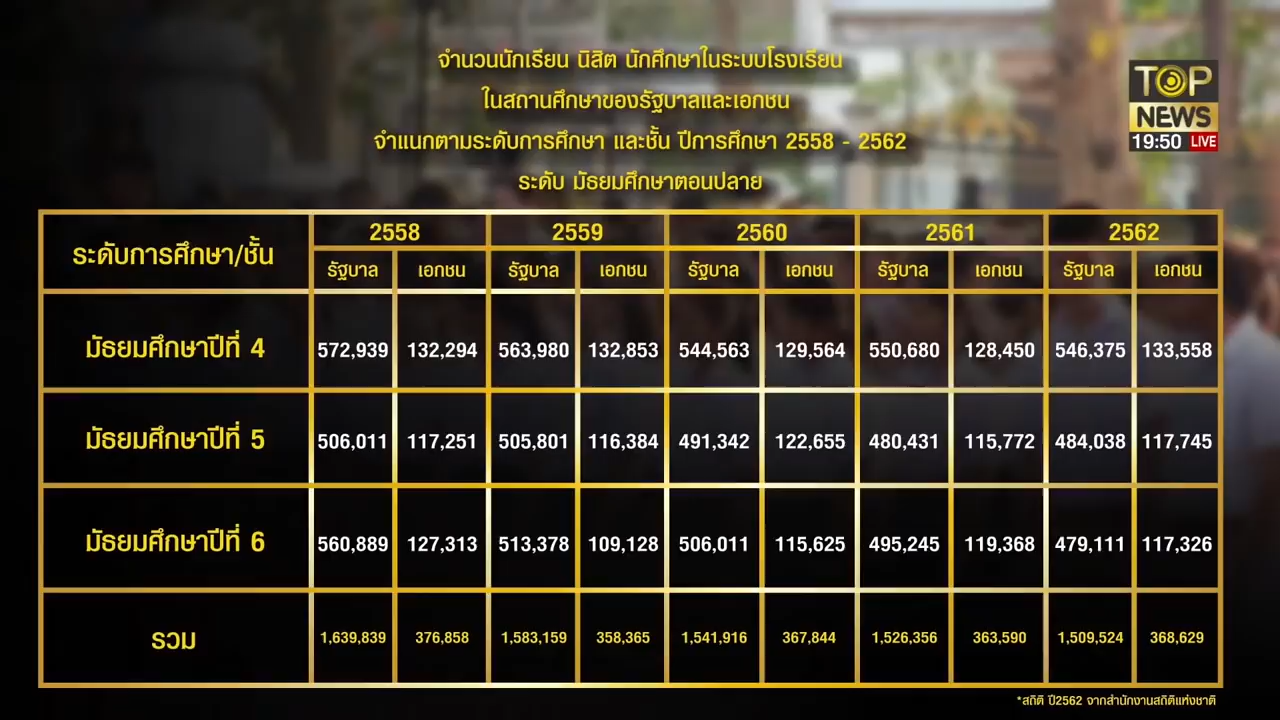 จำนวนนักเรียน นิสิต นักศึกษาในระบบโรงเรียน
ในสถานศึกษาของรัฐบาลและเอกชน
จำแนกตามระดับการศึกษา และชั้น ปีการศึกษา 2558 - 2562
ระดับ มัธยมศึกษาตอนปลาย
TOP
NEWS
19:50 LIVE
ระดับการศึกษา/ชั้น 2558 2559 2560 2561 2562
รัฐบาล เอกชน รัฐบาล เอกชน รัฐบาล เอกชน รัฐบาล เอกชน รัฐบาล เอกชน
มัธยมศึกษาปีที่ 4 572,939 132,294 563,980 132,853 544,563 129,564 550,680 128,450 546,375 133,558
มัธยมศึกษาปีที่ 5 506,011 117,251 505,801 116,384 491,342 122,655 480,431 115,772 484,038 117,745
มัธยมศึกษาปีที่ 6 560,889 127,313 513,378 109,128 506,011 115,625 495,245 119,368 479,111 117,326
รวม 1,639,839 376,858 1,583,159 358,365 1,541,916 367,844 1,526,356 363,590 1,509,524 368,629
*สถิติ ปี2562 จากสำนักงานสถิติแห่งชาติ